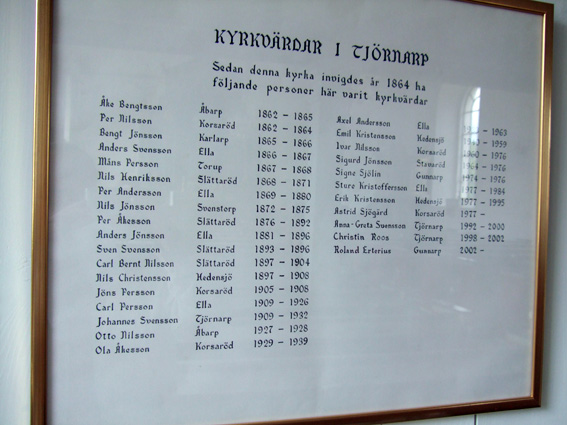 KYRKVÄRDAR I TJÖRNARP
Sedan denna kyrka invigdes år 1864 ha
följande personer här varit kyrkvärdar
Åke Bengtsson Åbarp 1862 – 1865
Per Nilsson Korsaröd 1862 – 1864
Bengt Jönsson Karlarp 1865 – 1866
Anders Svensson Ella 1866 – 1867
Måns Persson Torup 1867 – 1868
Nils Henriksson Slättaröd 1868 – 1871
Per Andersson Ella 1869 – 1880
Nils Jönsson Svenstorp 1872 – 1875
Per Åkesson Slättaröd 1876 – 1892
Anders Jönsson Ella 1881 – 1896
Sven Svensson Slättaröd 1893 – 1896
Carl Bernt Nilsson Slättaröd 1897 – 1904
Nils Christensson Hedensjö 1897 – 1908
Jöns Persson Korsaröd 1905 – 1908
Carl Persson Ella 1909 – 1926
Johannes Svensson Tjörnarp 1909 – 1932
Otto Nilsson Åbarp 1927 – 1928
Ola Åkesson Korsaröd 1929 – 1939
Axel Andersson Ella – 1963
Emil Kristensson Hedensjö – 1959
Ivar Nilsson Korsaröd 1960 – 1976
Sigurd Jönsson Stavaröd 1964 – 1976
Signe Sjölin Gunnarp 1974 – 1976
Sture Kristoffersson Ella 1977 – 1984
Erik Kristensson Hedensjö 1977 – 1995
Astrid Sjögård Korsaröd 1977 –
Anna-Greta Svensson Tjörnarp 1992 – 2000
Christin Roos Tjörnarp 1998 – 2002
Roland Erterius Gunnarp 2002 –